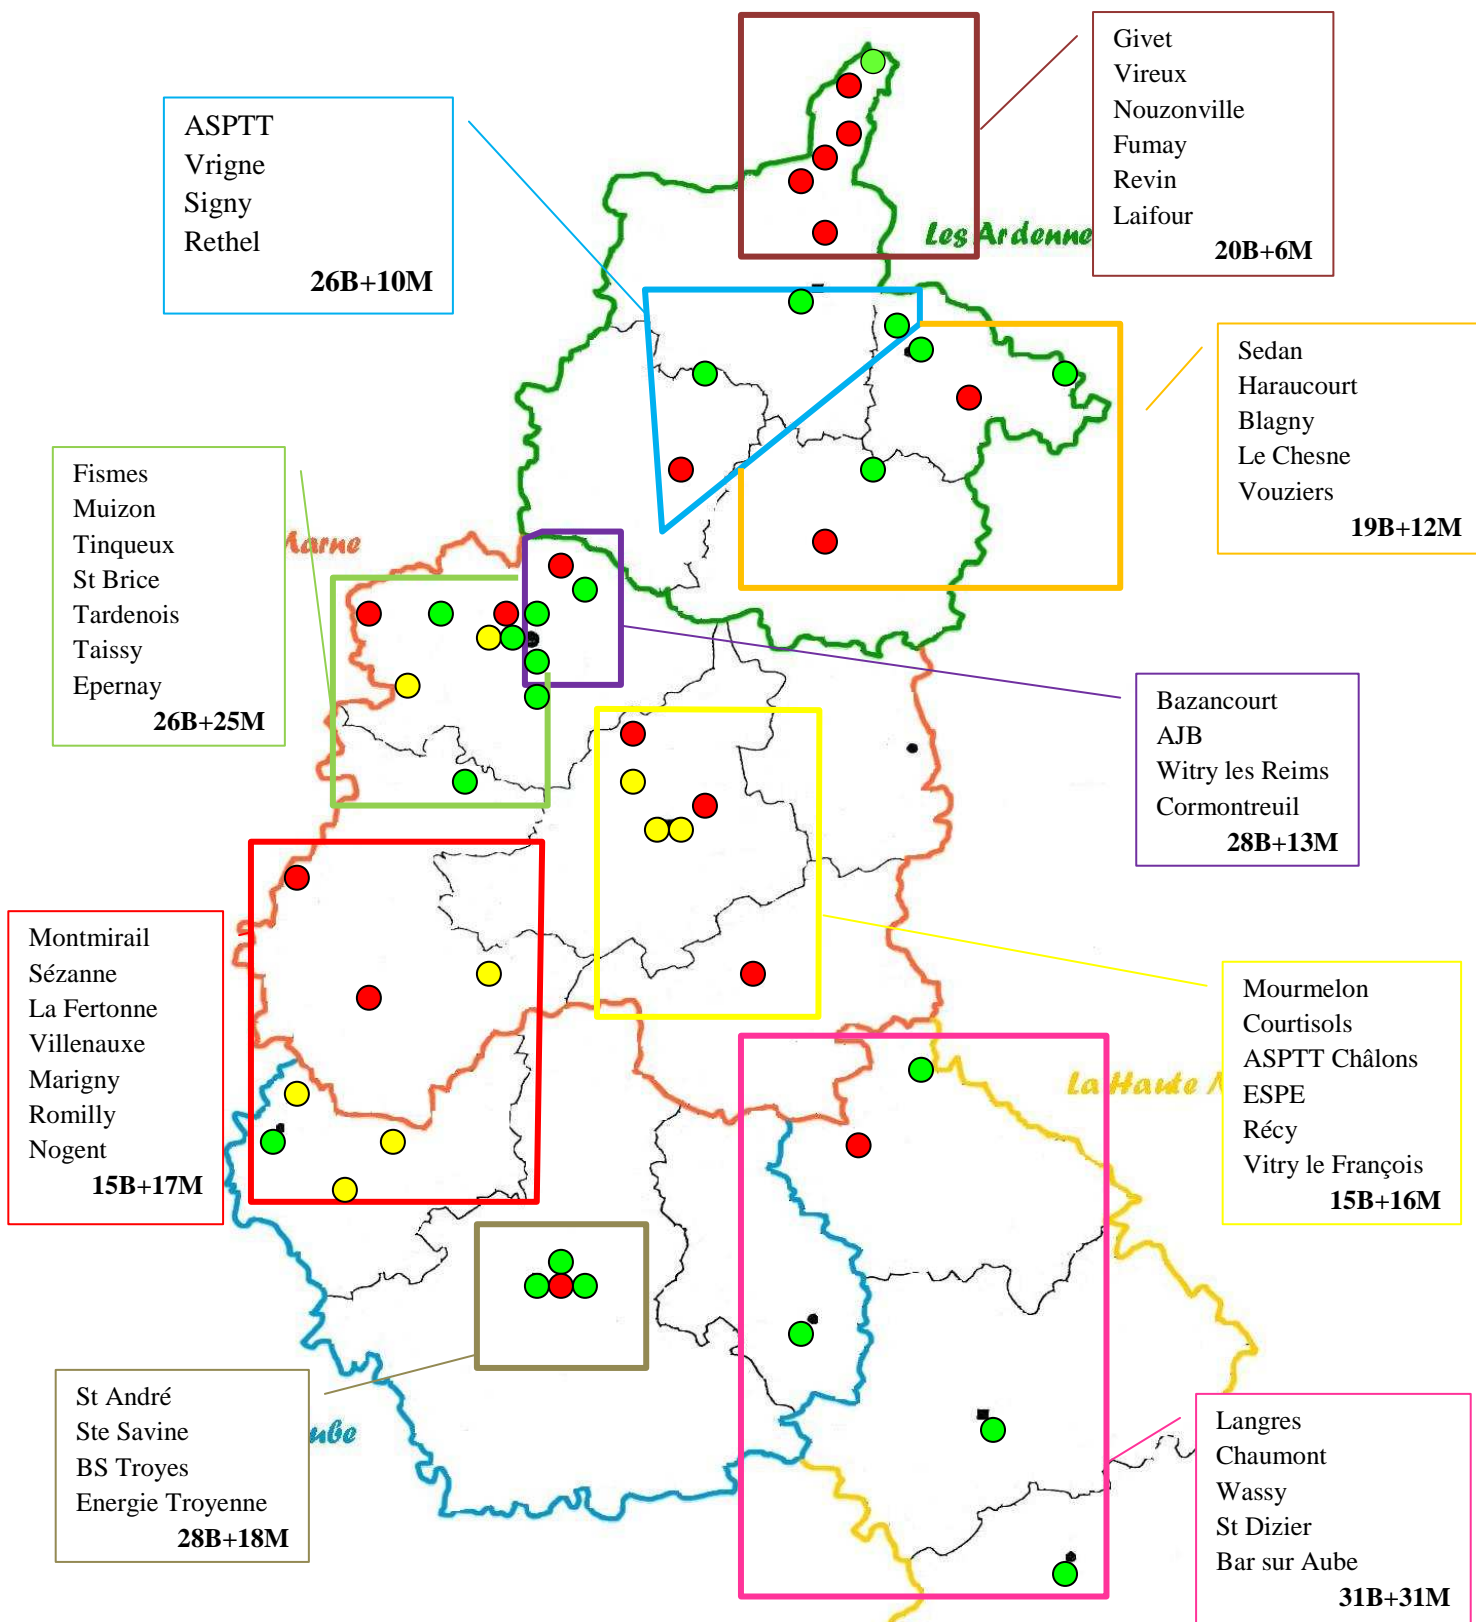 Givet
Vireux
Nouzonville
Fumay
Revin
Laifour
20B+6M
ASPTT
Vrigne
Signy
Rethel
26B+10M
Les Ardenne
Sedan
Haraucourt
Blagny
Le Chesne
Vouziers
19B+12M
Fismes
Muizon
Tinqueux
St Brice
Tardenois
Taissy
Epernay
26B+25M
Marne
Bazancourt
AJB
Witry les Reims
Cormontreuil
28B+13M
Montmirail
Sézanne
La Fertonne
Villenauxe
Marigny
Romilly
Nogent
15B+17M
Mourmelon
Courtisols
ASPTT Châlons
ESPE
Récy
Vitry le François
15B+16M
La Haute
St André
Ste Savine
BS Troyes
Energie Troyenne
28B+18M
ube
Langres
Chaumont
Wassy
St Dizier
Bar sur Aube
31B+31M